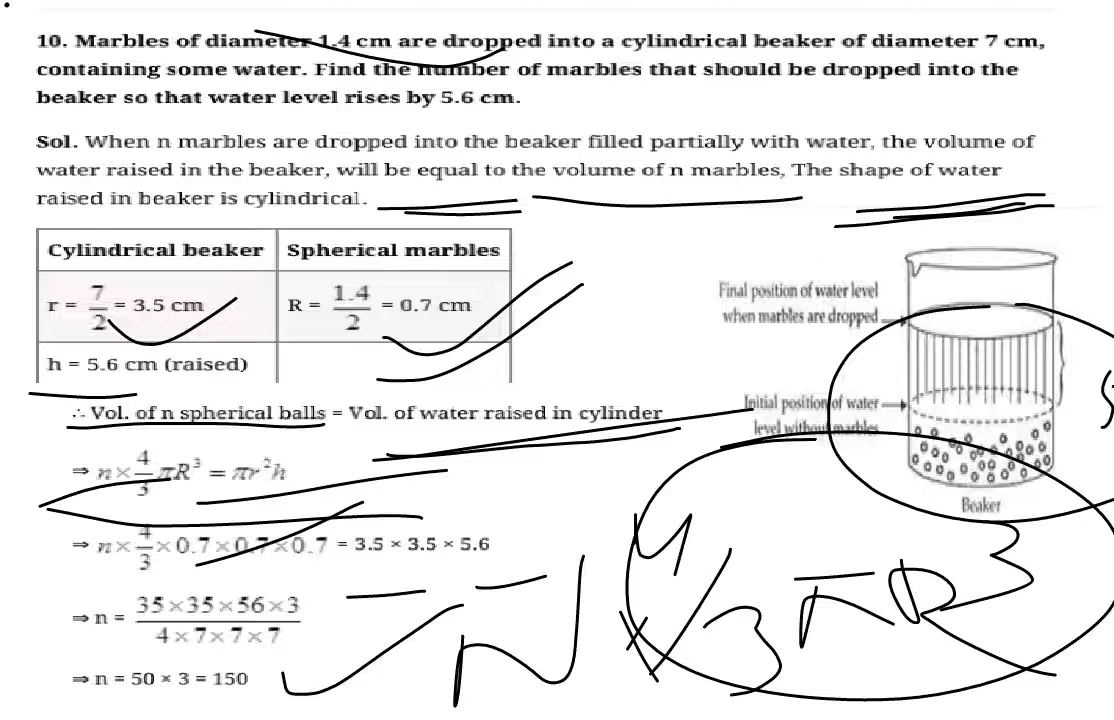 10. Marbles of diameter 1.4 cm are dropped into a cylindrical beaker of diameter 7 cm,
containing some water. Find the number of marbles that should be dropped into the
beaker so that water level rises by 5.6 cm.
Sol. When n marbles are dropped into the beaker filled partially with water, the volume of
water raised in the beaker, will be equal to the volume of n marbles, The shape of water
raised in beaker is cylindrical.
Cylindrical beaker Spherical marbles
r = 7/2 = 3.5 cm R = 1.4/2 = 0.7 cm
h = 5.6 cm (raised)
Final position of water level
when marbles are dropped
Initial position of water
level without marbles
Beaker
∴ Vol. of n spherical balls = Vol. of water raised in cylinder
⇒ n × 4/3 πR³ = πr²h
⇒ n × 4/3 × 0.7 × 0.7 × 0.7 = 3.5 × 3.5 × 5.6
⇒ n = 35×35×56×3 / 4×7×7×7
⇒ n = 50 × 3 = 150
n × 4/3 πR3